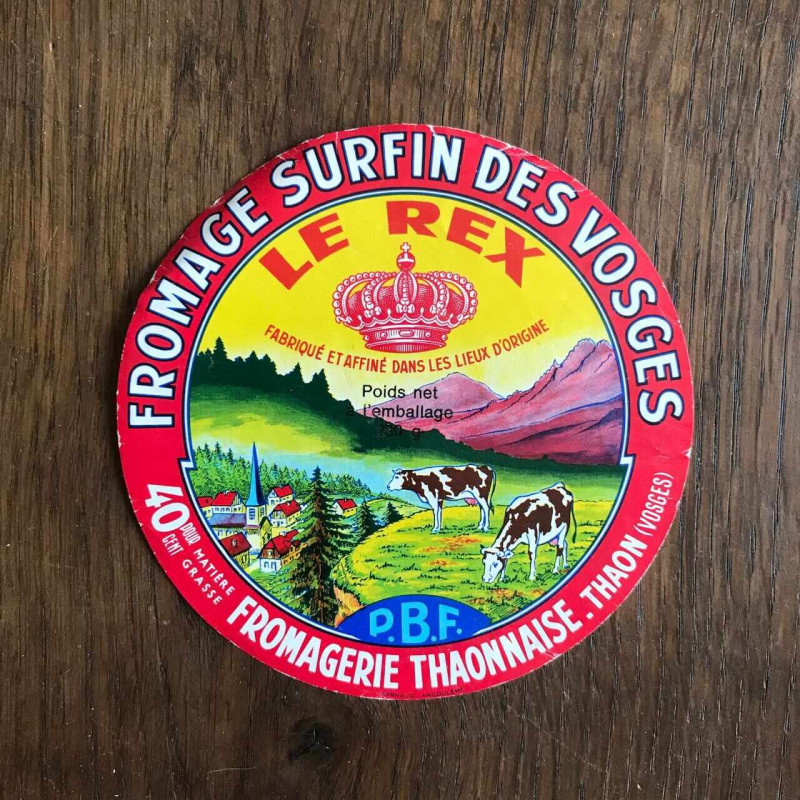 FROMAGE SURFIN DES VOSGES
LE REX
FABRIQUÉ ET AFFINÉ DANS LES LIEUX D'ORIGINE
Poids net
à l'emballage
g
40 POUR CENT MATIÈRE GRASSE
P.B.F.
FROMAGERIE THAONNAISE . THAON (VOSGES)